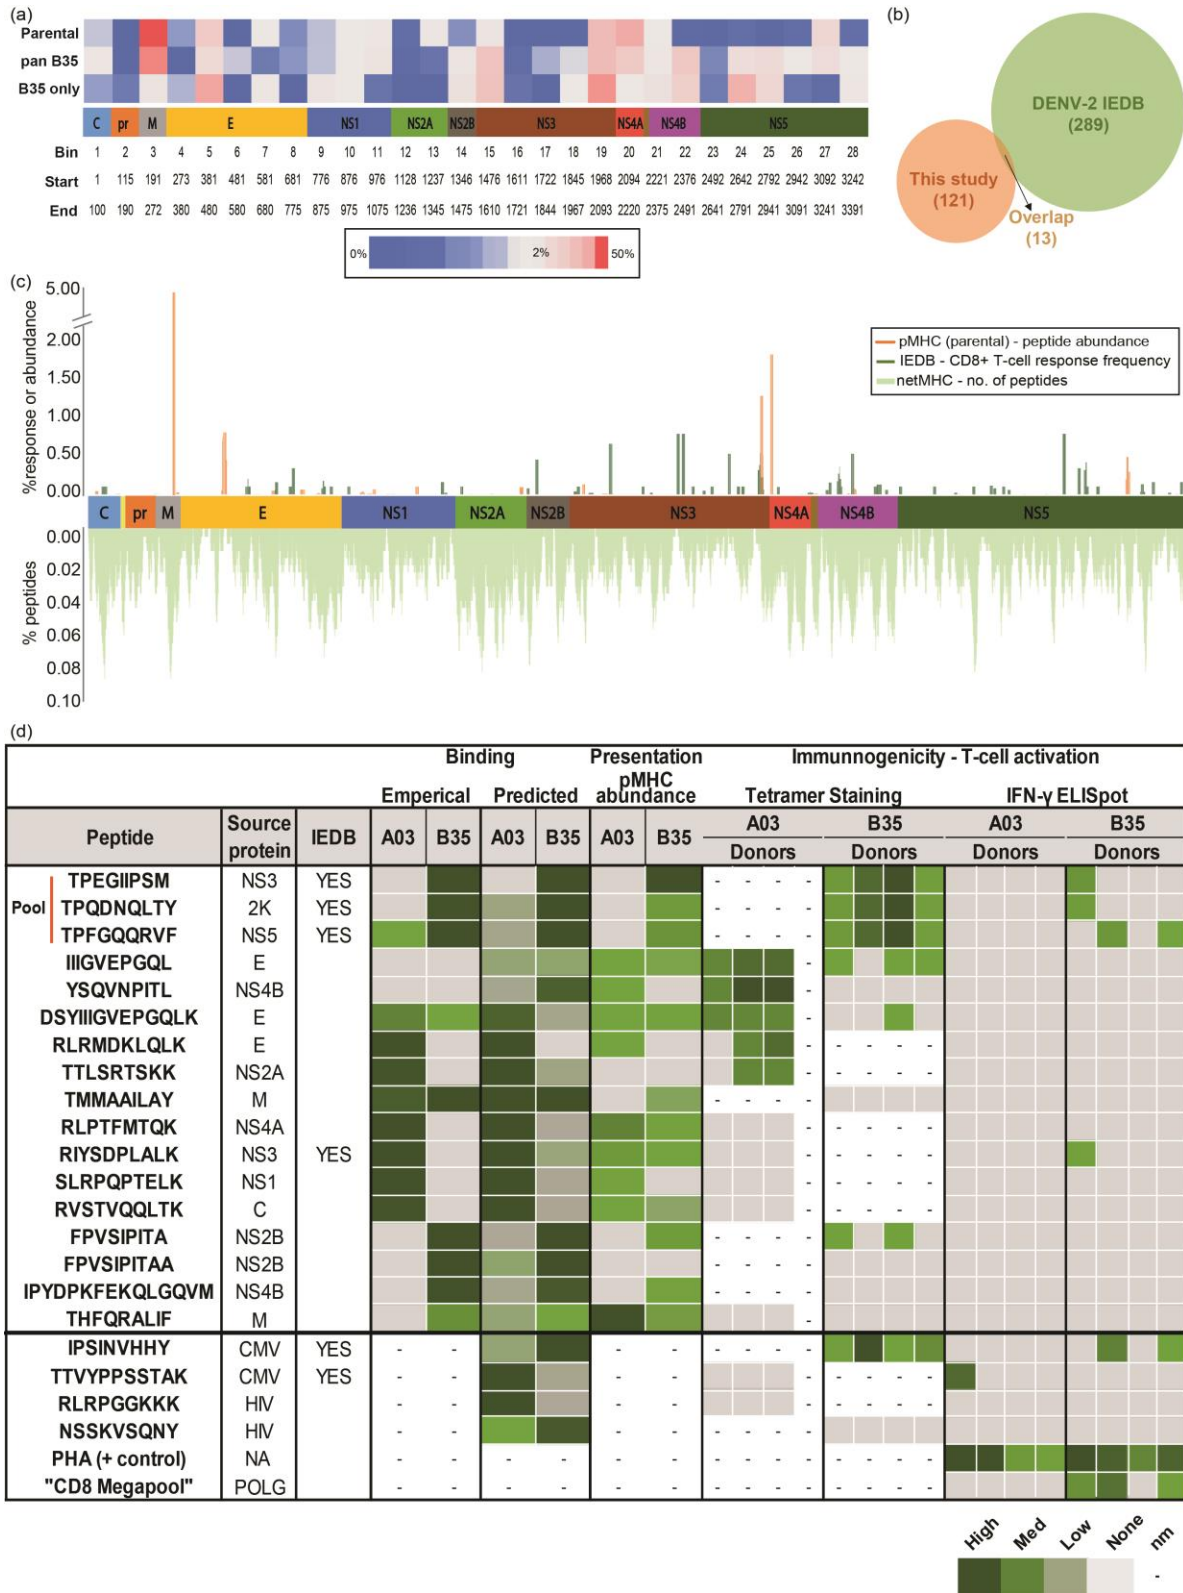 (a)
Parental
pan B35
B35 only
C pr M E NS1 NS2A NS2B NS3 NS4A NS4B NS5
Bin 1 2 3 4 5 6 7 8 9 10 11 12 13 14 15 16 17 18 19 20 21 22 23 24 25 26 27 28
Start 1 115 191 273 381 481 581 681 776 876 976 1128 1237 1346 1476 1611 1722 1845 1968 2094 2221 2376 2492 2642 2792 2942 3092 3242
End 100 190 272 380 480 580 680 775 875 975 1075 1236 1345 1475 1610 1721 1844 1967 2093 2220 2375 2491 2641 2791 2941 3091 3241 3391
0% 2% 50%
(b)
DENV-2 IEDB
(289)
This study
(121)
Overlap
(13)
(c)
%response or abundance
5.00
2.00
1.50
1.00
0.50
0.00
pMHC (parental) - peptide abundance
IEDB - CD8+ T-cell response frequency
netMHC - no. of peptides
C pr M E NS1 NS2A NS2B NS3 NS4A NS4B NS5
% peptides
0.00
0.02
0.04
0.06
0.08
0.10
(d)
Binding Presentation Immunnogenicity - T-cell activation
pMHC
Emperical Predicted abundance Tetramer Staining IFN-γ ELISpot
Peptide Source protein IEDB A03 B35 A03 B35 A03 B35 A03 B35 A03 B35
Donors Donors Donors Donors
Pool
TPEGIIPSM NS3 YES - - - -
TPQDNQLTY 2K YES - - - -
TPFGQQRVF NS5 YES - - - -
IIIGVEPGQL E -
YSQVNPITL NS4B -
DSYIIIGVEPGQLK E -
RLRMDKLQLK E - - - - -
TTLSRTSKK NS2A - - - - -
TMMAAILAY M - - - -
RLPTFMTQK NS4A - - - - -
RIYSDPLALK NS3 YES - - - - -
SLRPQPTELK NS1 - - - - -
RVSTVQQLTK C - - - - -
FPVSIPITA NS2B - - - -
FPVSIPITAA NS2B - - - -
IPYDPKFEKQLGQVM NS4B - - - -
THFQRALIF M -
IPSINVHHY CMV YES - - - - - - - -
TTVYPPSSTAK CMV YES - - - - - - - - -
RLRPGGKKK HIV - - - - - - - - -
NSSKVSQNY HIV - - - - - - - -
PHA (+ control) NA - - - - - - - - - - - - - -
"CD8 Megapool" POLG - - - - - - - - - - - - - -
High Med Low None nm
-